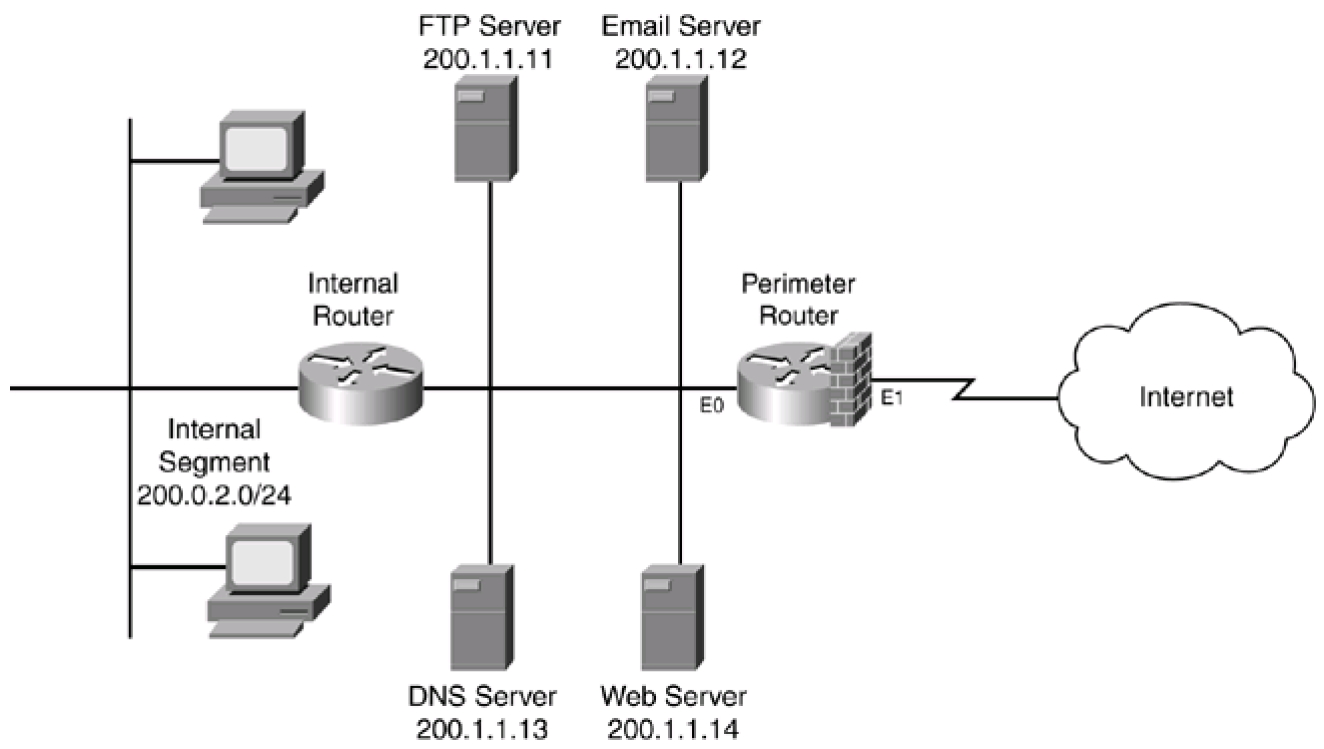 FTP Server
200.1.1.11
Email Server
200.1.1.12
Internal
Router
Perimeter
Router
E0
E1
Internet
Internal
Segment
200.0.2.0/24
DNS Server
200.1.1.13
Web Server
200.1.1.14